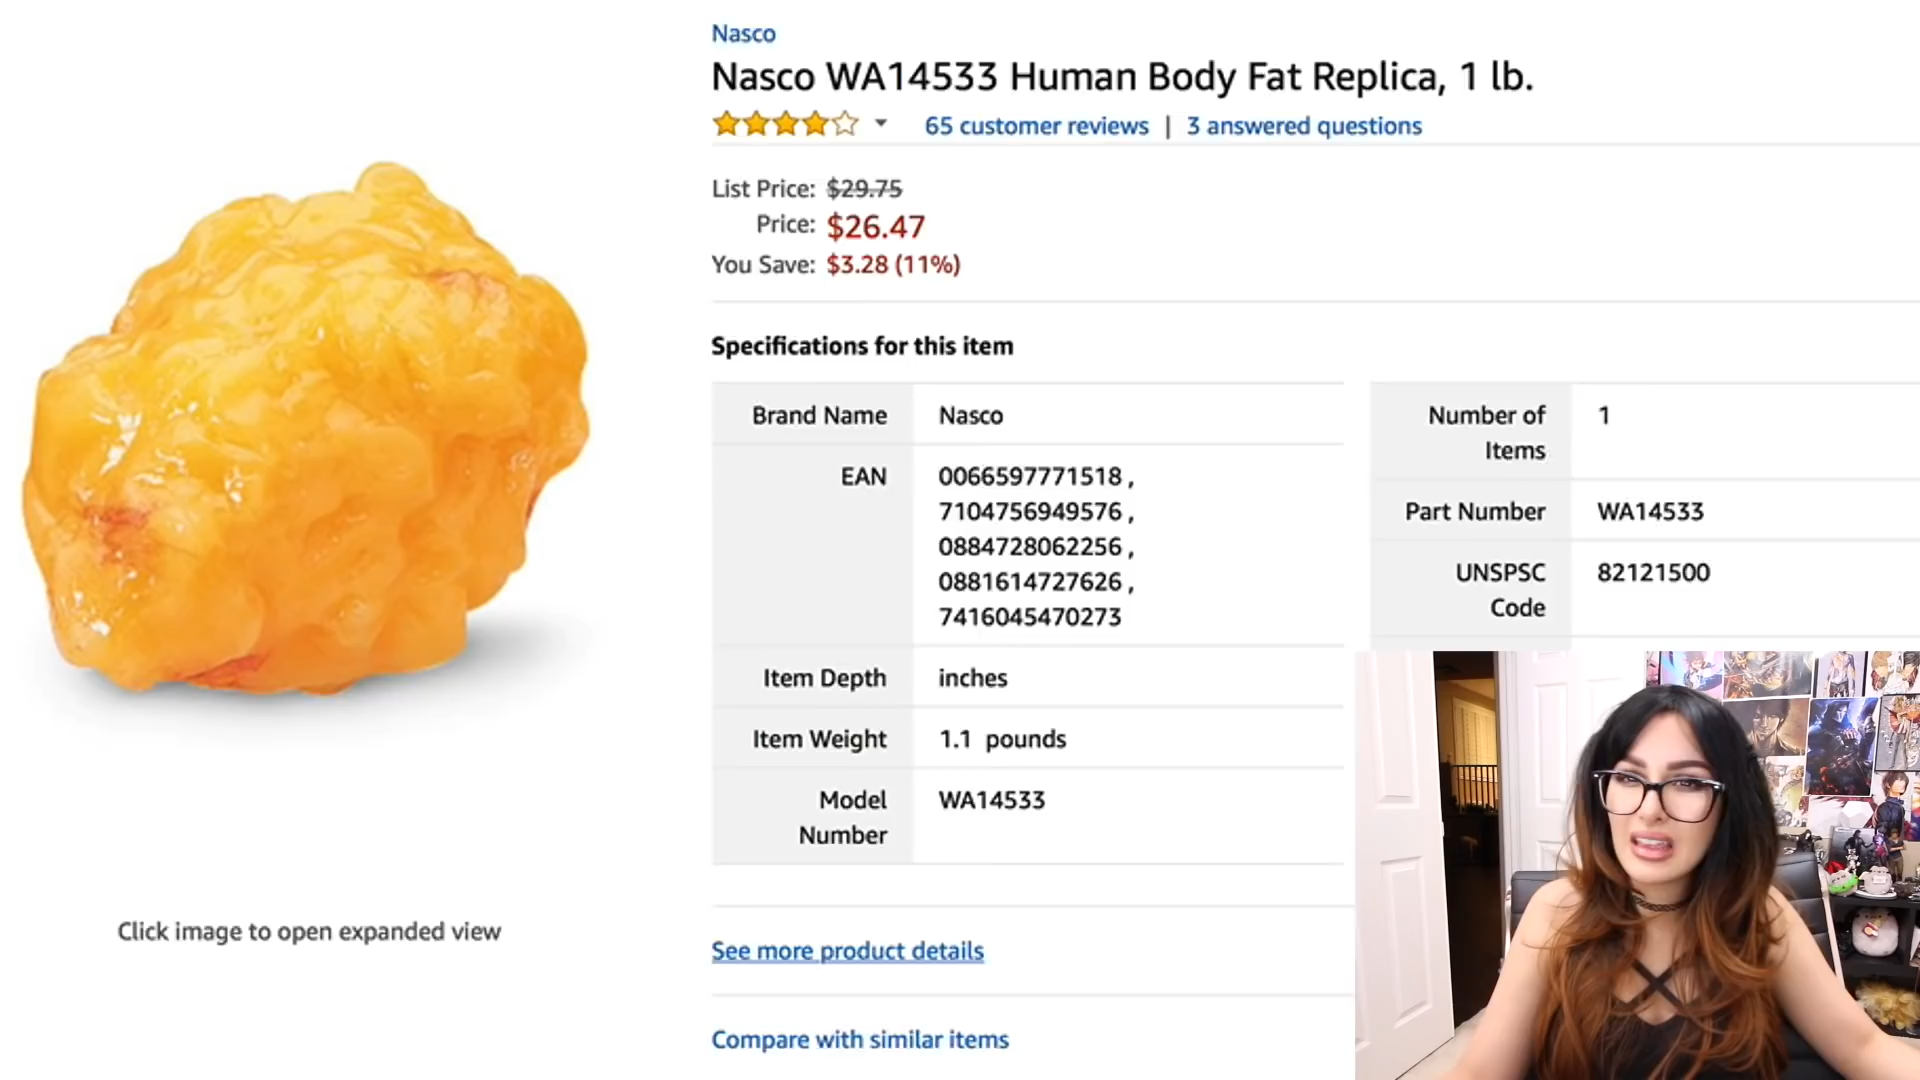 Nasco
Nasco WA14533 Human Body Fat Replica, 1 lb.
65 customer reviews | 3 answered questions
List Price: $29.75
Price: $26.47
You Save: $3.28 (11%)
Specifications for this item
Brand Name Nasco
EAN 0066597771518 ,
7104756949576 ,
0884728062256 ,
0881614727626 ,
7416045470273
Item Depth inches
Item Weight 1.1 pounds
Model WA14533
Number
Number of 1
Items
Part Number WA14533
UNSPSC 82121500
Code
Click image to open expanded view
See more product details
Compare with similar items